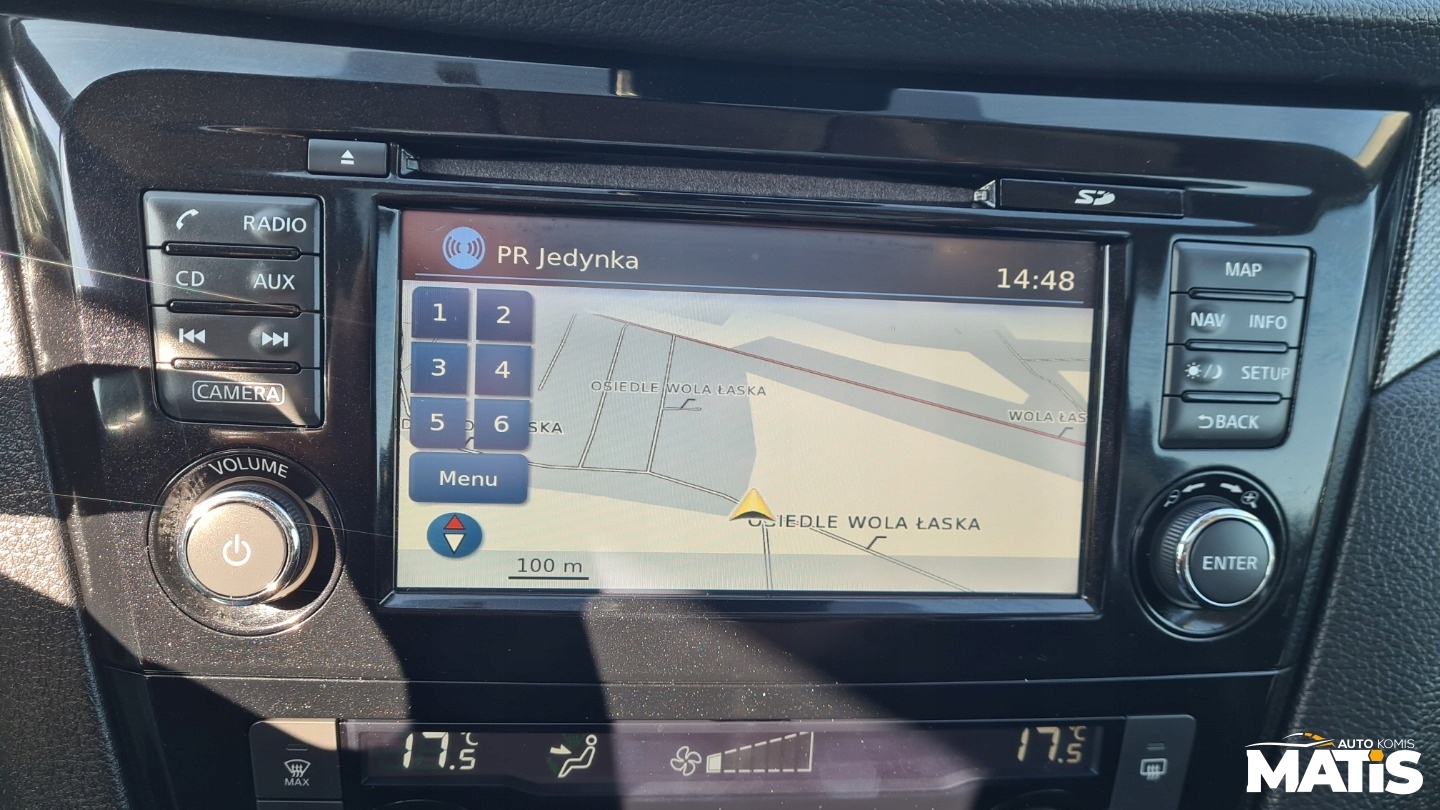 SD
RADIO
CD AUX
CAMERA
VOLUME
PR Jedynka
14:48
1 2
3 4
5 6
Menu
100 m
OSIEDLE WOLA ŁASKA
WOŁA ŁAS
SKA
OSIEDLE WOLA ŁASKA
MAP
NAV INFO
SETUP
BACK
ENTER
MAX
17.5°C
17.5°C
AUTO KOMIS
MATiS